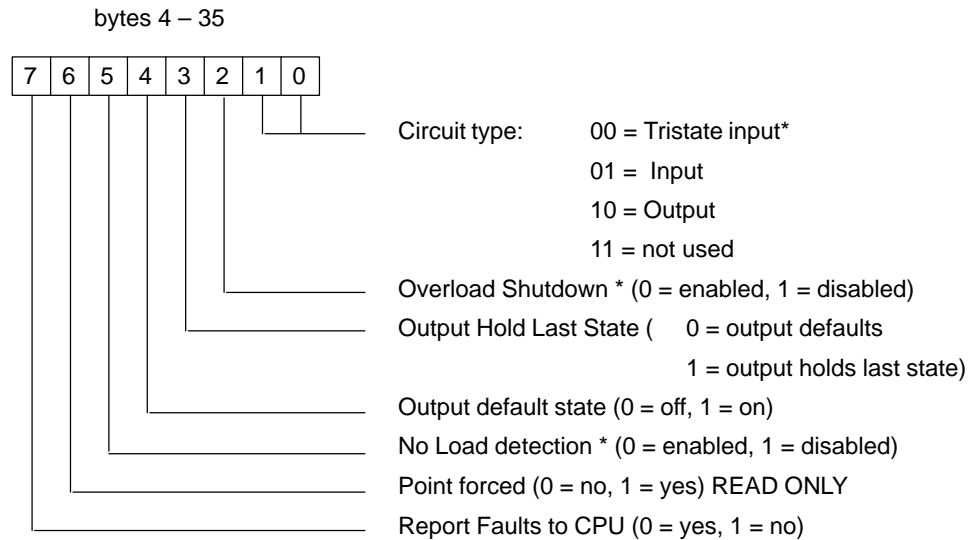 bytes 4 – 35
7 6 5 4 3 2 1 0
Circuit type: 00 = Tristate input*
01 = Input
10 = Output
11 = not used
Overload Shutdown * (0 = enabled, 1 = disabled)
Output Hold Last State ( 0 = output defaults
1 = output holds last state)
Output default state (0 = off, 1 = on)
No Load detection * (0 = enabled, 1 = disabled)
Point forced (0 = no, 1 = yes) READ ONLY
Report Faults to CPU (0 = yes, 1 = no)